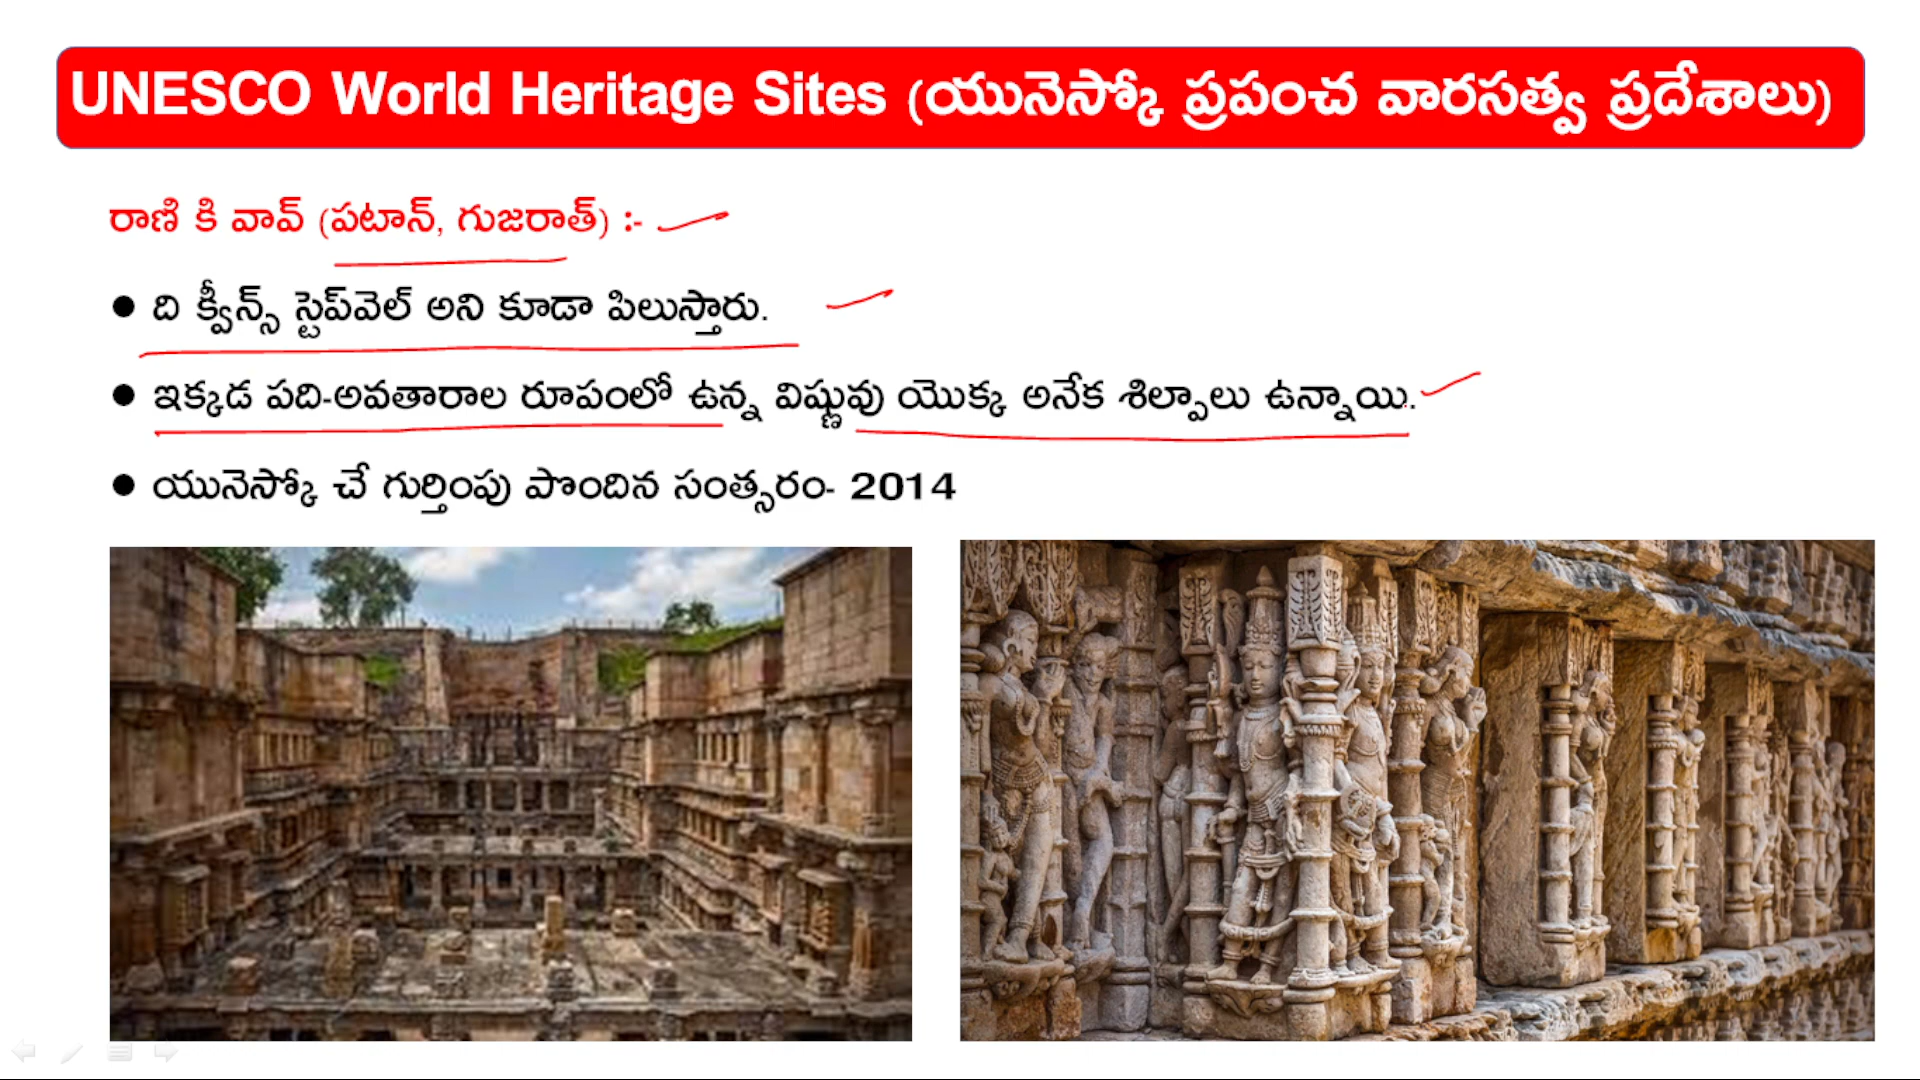 UNESCO World Heritage Sites (యునెస్కో ప్రపంచ వారసత్వ ప్రదేశాలు)
రాణి కి వావ్ (పటాన్, గుజరాత్) :-
● ది క్వీన్స్ స్టెప్‌వెల్ అని కూడా పిలుస్తారు.
● ఇక్కడ పది-అవతారాల రూపంలో ఉన్న విష్ణువు యొక్క అనేక శిల్పాలు ఉన్నాయి.
● యునెస్కో చే గుర్తింపు పొందిన సంత్సరం- 2014